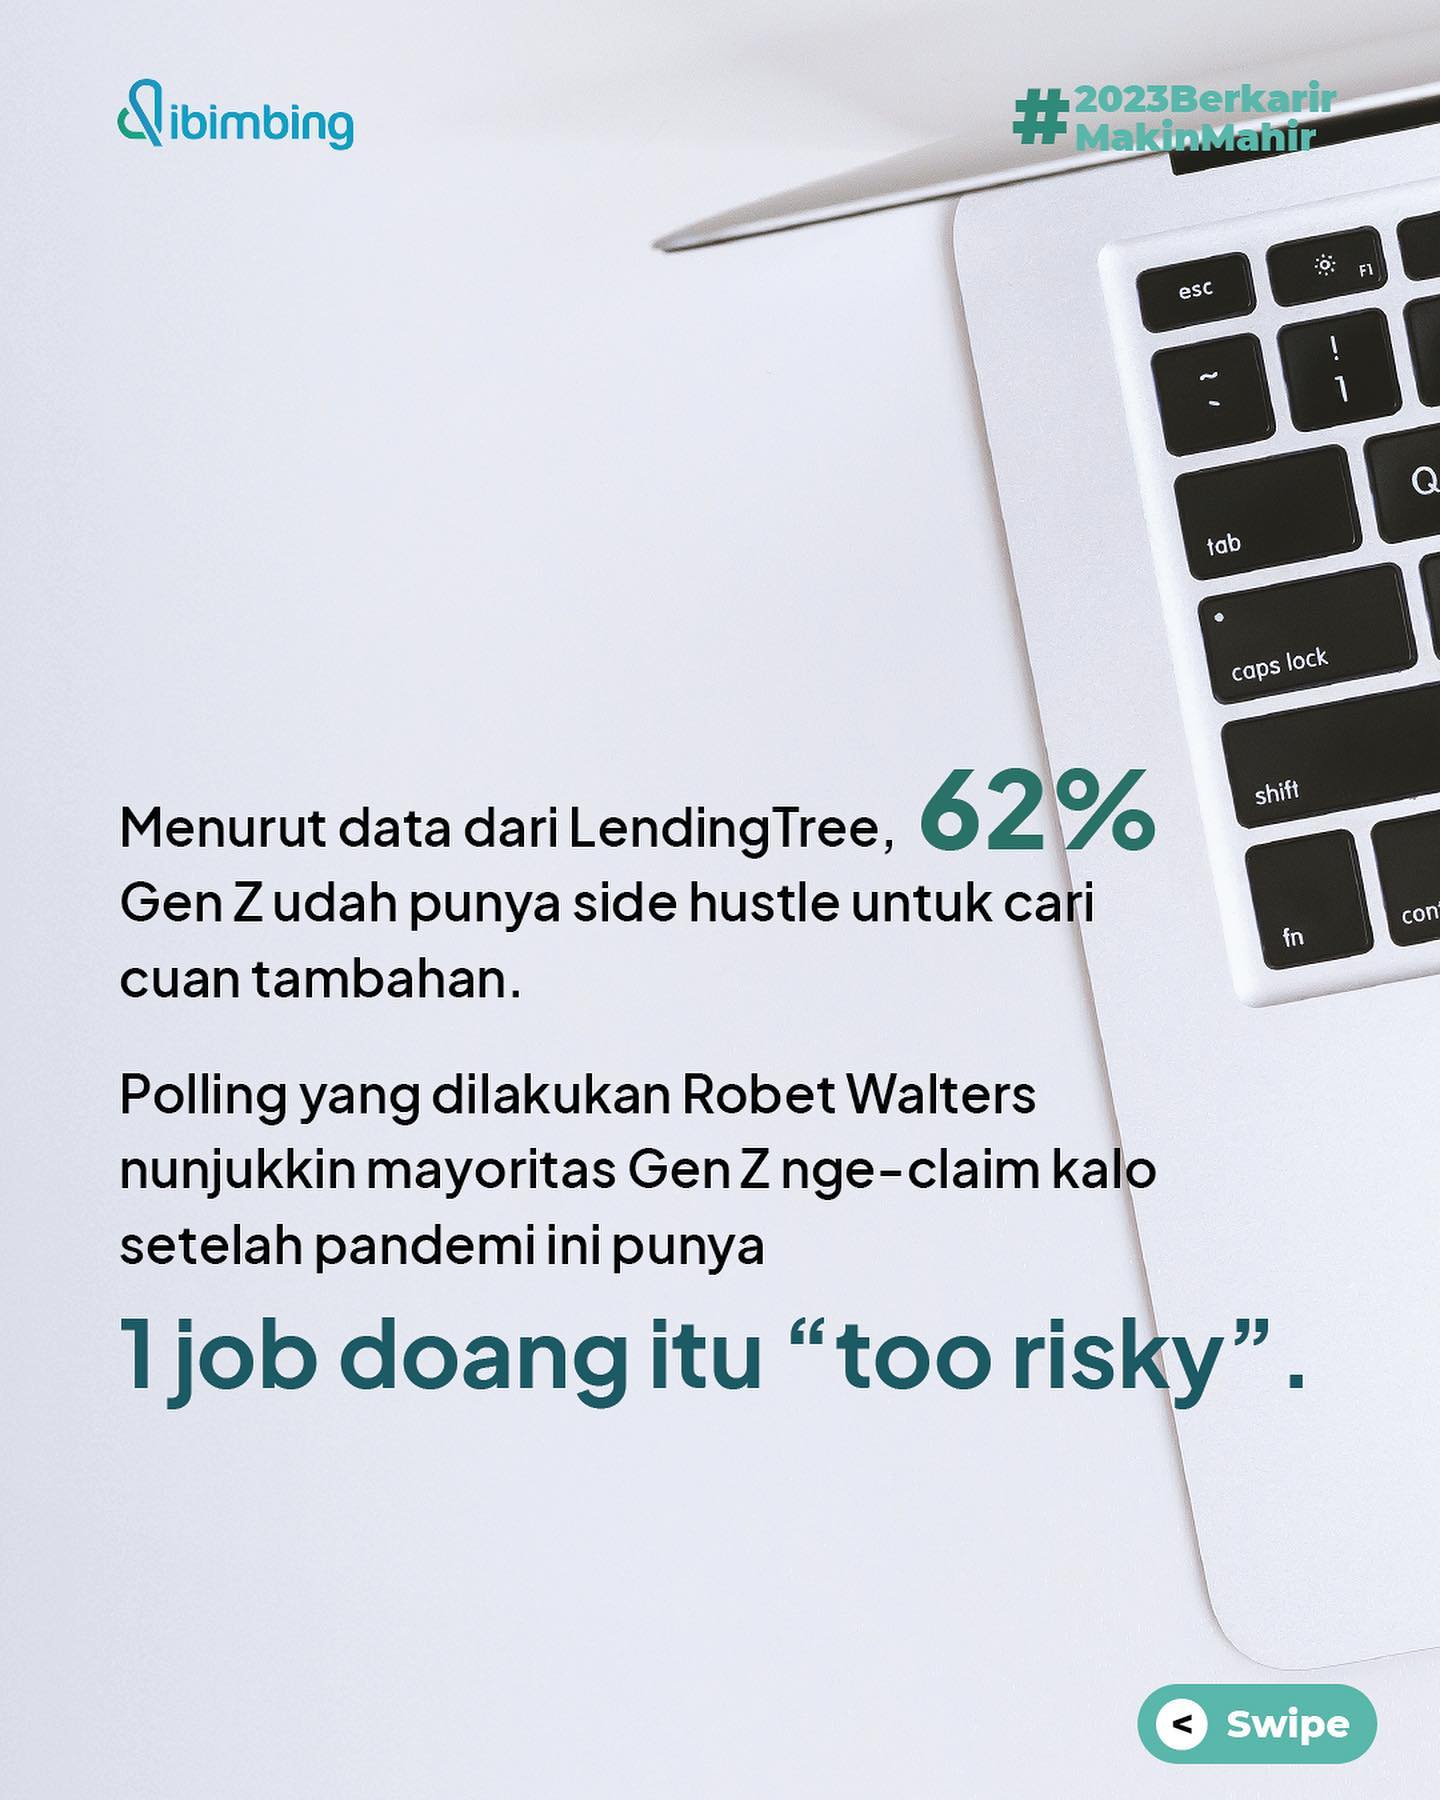 ibimbing
#2023Berkarir
MakinMahir
esc
F1
~
`
!
1
Q
tab
caps lock
shift
fn
Menurut data dari LendingTree, 62%
Gen Z udah punya side hustle untuk cari
cuan tambahan.
Polling yang dilakukan Robet Walters
nunjukkin mayoritas Gen Z nge-claim kalo
setelah pandemi ini punya
1 job doang itu “too risky”.
< Swipe